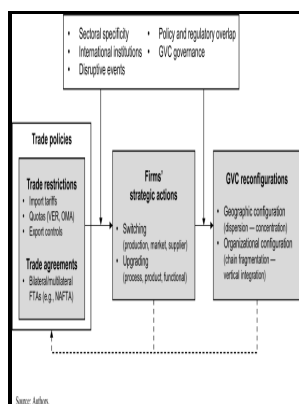 • Sectoral specificity
• International institutions
• Disruptive events
• Policy and regulatory overlap
• GVC governance
Trade policies
Trade restrictions
• Import tariffs
• Quotas (VER, OMA)
• Export controls
Trade agreements
• Bilateral/multilateral
FTAs (e.g., NAFTA)
Firms'
strategic actions
• Switching
(production, market, supplier)
• Upgrading
(process, product, functional)
GVC reconfigurations
• Geographic configuration
(dispersion — concentration)
• Organizational configuration
(chain fragmentation —
vertical integration)
Source: Authors.